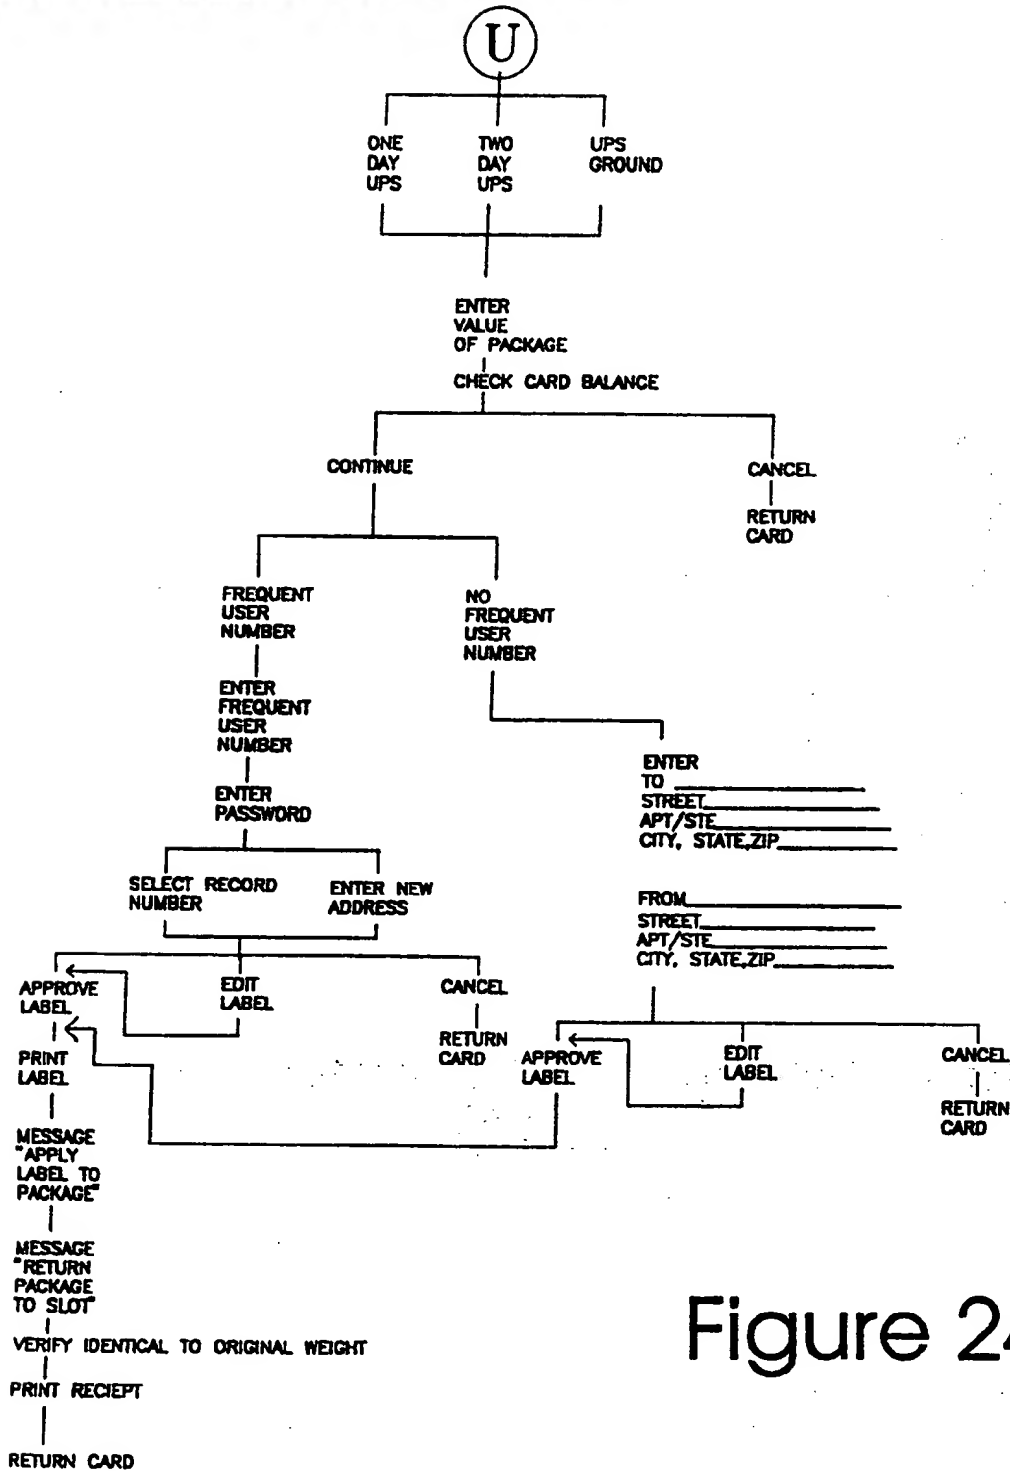 U
ONE
DAY
UPS
TWO
DAY
UPS
UPS
GROUND
ENTER
VALUE
OF PACKAGE
CHECK CARD BALANCE
CONTINUE
CANCEL
RETURN
CARD
FREQUENT
USER
NUMBER
NO
FREQUENT
USER
NUMBER
ENTER
FREQUENT
USER
NUMBER
ENTER
PASSWORD
ENTER
TO
STREET
APT/STE
CITY, STATE,ZIP
SELECT RECORD
NUMBER
ENTER NEW
ADDRESS
FROM
STREET
APT/STE
CITY, STATE,ZIP
APPROVE
LABEL
EDIT
LABEL
CANCEL
RETURN
CARD
APPROVE
LABEL
EDIT
LABEL
CANCEL
RETURN
CARD
PRINT
LABEL
MESSAGE
"APPLY
LABEL TO
PACKAGE"
MESSAGE
"RETURN
PACKAGE
TO SLOT"
VERIFY IDENTICAL TO ORIGINAL WEIGHT
PRINT RECIEPT
RETURN CARD
Figure 24